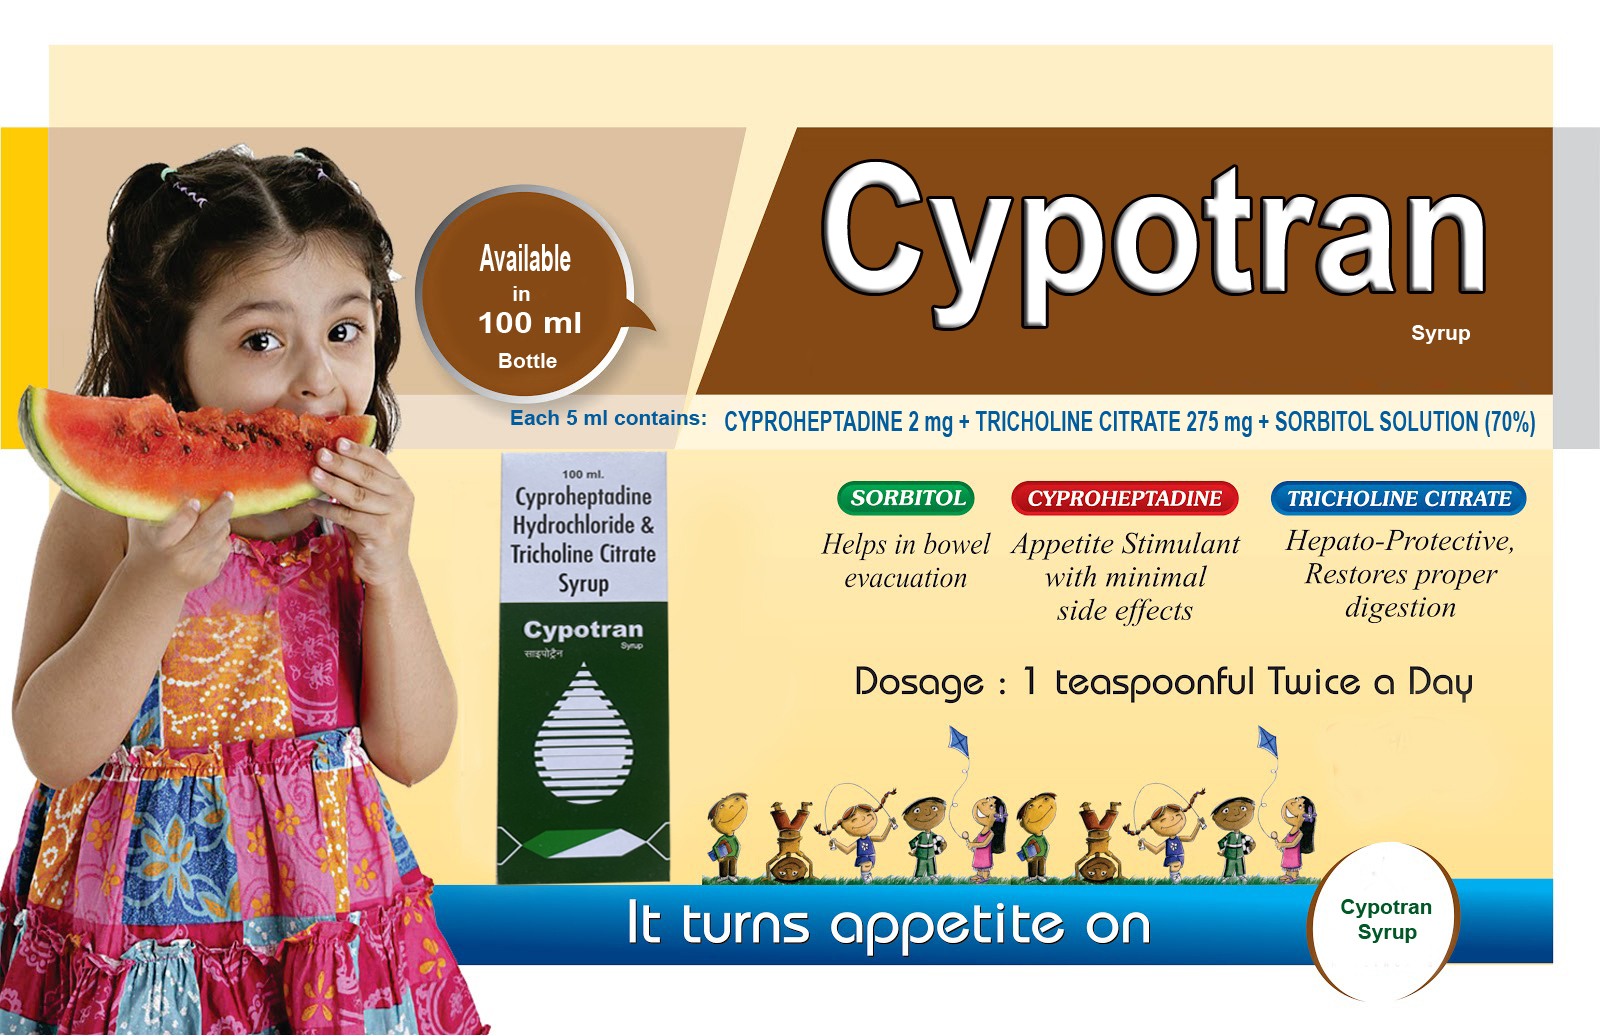 Cypotran
Syrup
Available
in
100 ml
Bottle
Each 5 ml contains: CYPROHEPTADINE 2 mg + TRICHOLINE CITRATE 275 mg + SORBITOL SOLUTION (70%)
100 ml.
Cyproheptadine
Hydrochloride &
Tricholine Citrate
Syrup
Cypotran
Syrup
साइपोट्रॅन
SORBITOL
Helps in bowel
evacuation
CYPROHEPTADINE
Appetite Stimulant
with minimal
side effects
TRICHOLINE CITRATE
Hepato-Protective,
Restores proper
digestion
Dosage : 1 teaspoonful Twice a Day
It turns appetite on
Cypotran
Syrup